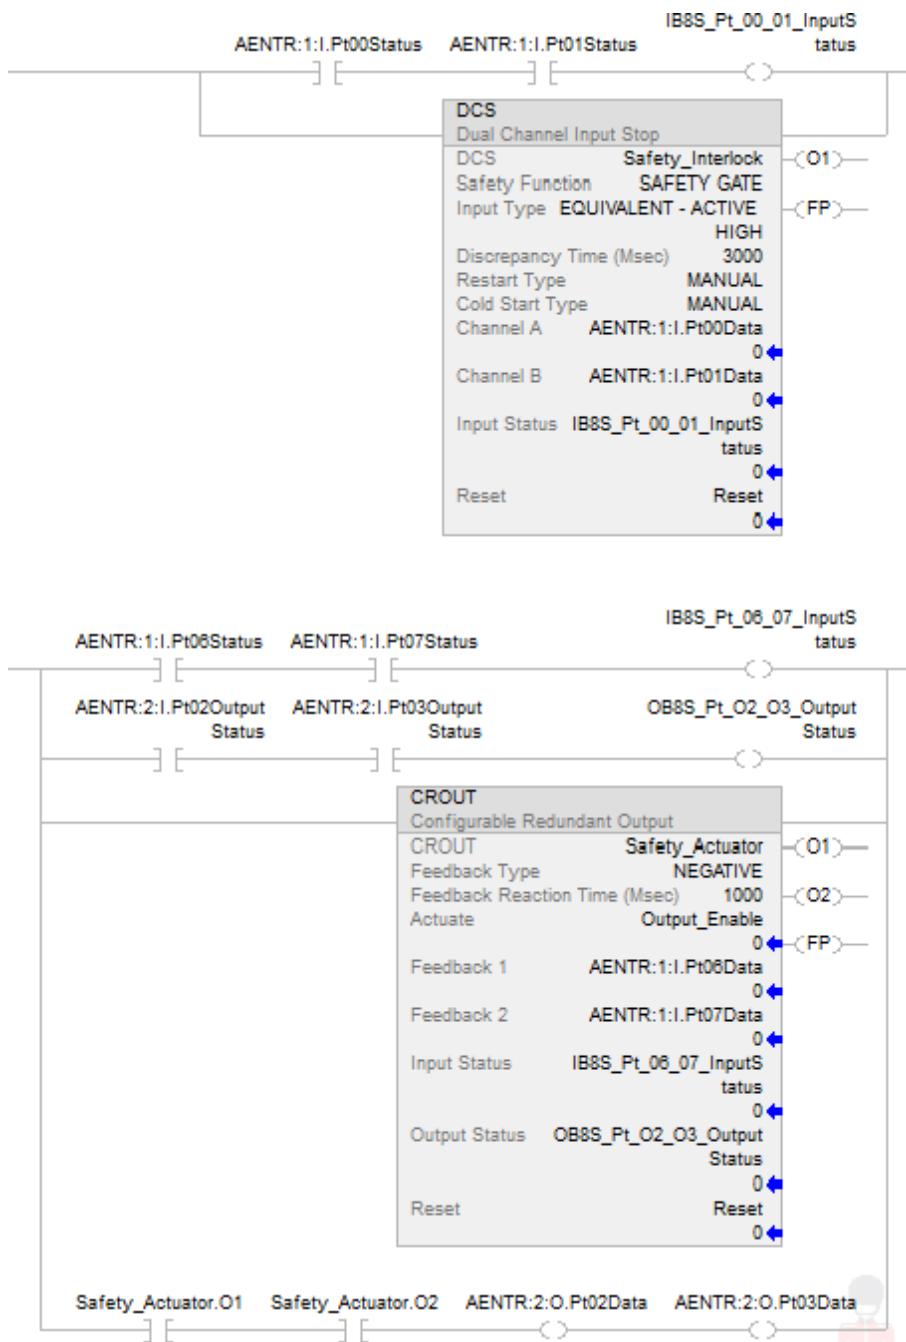 IB8S_Pt_00_01_InputS
AENTR:1:I.Pt00Status AENTR:1:I.Pt01Status tatus
DCS
Dual Channel Input Stop
DCS Safety_Interlock O1
Safety Function SAFETY GATE
Input Type EQUIVALENT - ACTIVE FP
HIGH
Discrepancy Time (Msec) 3000
Restart Type MANUAL
Cold Start Type MANUAL
Channel A AENTR:1:I.Pt00Data
0
Channel B AENTR:1:I.Pt01Data
0
Input Status IB8S_Pt_00_01_InputS
tatus
0
Reset Reset
0
IB8S_Pt_06_07_InputS
AENTR:1:I.Pt06Status AENTR:1:I.Pt07Status tatus
AENTR:2:I.Pt02Output AENTR:2:I.Pt03Output OB8S_Pt_O2_O3_Output
Status Status Status
CROUT
Configurable Redundant Output
CROUT Safety_Actuator O1
Feedback Type NEGATIVE
Feedback Reaction Time (Msec) 1000 O2
Actuate Output_Enable
0 FP
Feedback 1 AENTR:1:I.Pt06Data
0
Feedback 2 AENTR:1:I.Pt07Data
0
Input Status IB8S_Pt_06_07_InputS
tatus
0
Output Status OB8S_Pt_O2_O3_Output
Status
0
Reset Reset
0
Safety_Actuator.O1 Safety_Actuator.O2 AENTR:2:O.Pt02Data AENTR:2:O.Pt03Data